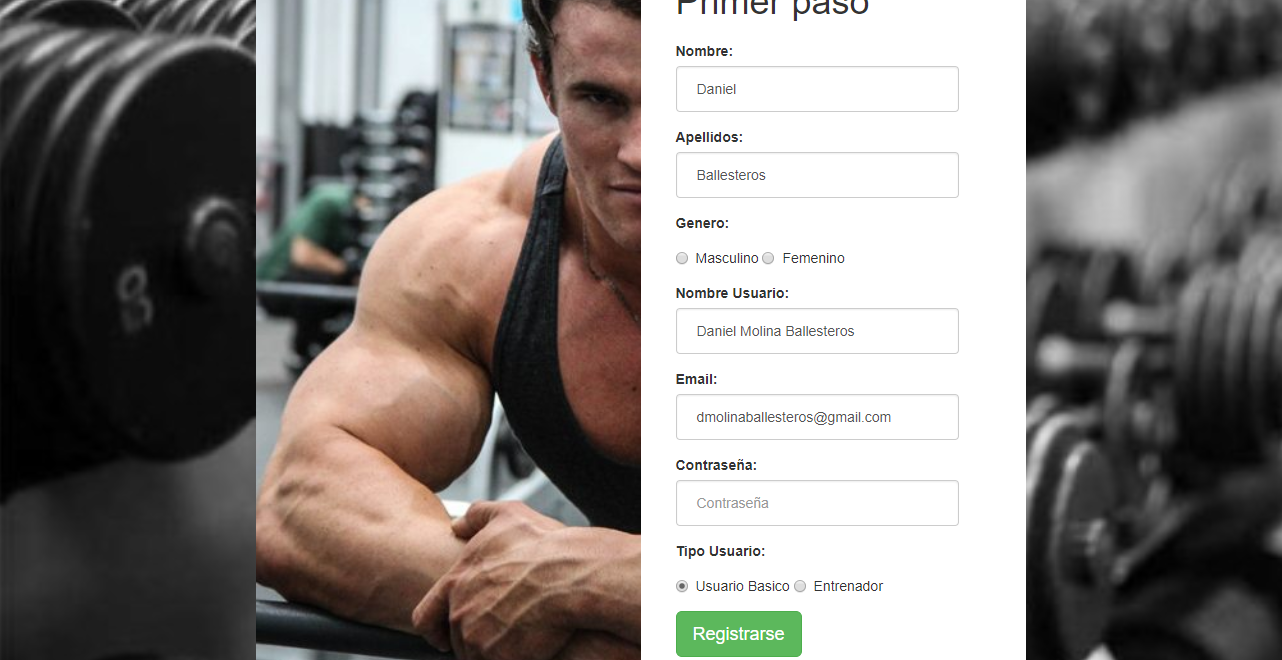 Primer paso
Nombre:
Daniel
Apellidos:
Ballesteros
Genero:
Masculino Femenino
Nombre Usuario:
Daniel Molina Ballesteros
Email:
dmolinaballesteros@gmail.com
Contraseña:
Contraseña
Tipo Usuario:
Usuario Basico Entrenador
Registrarse
8